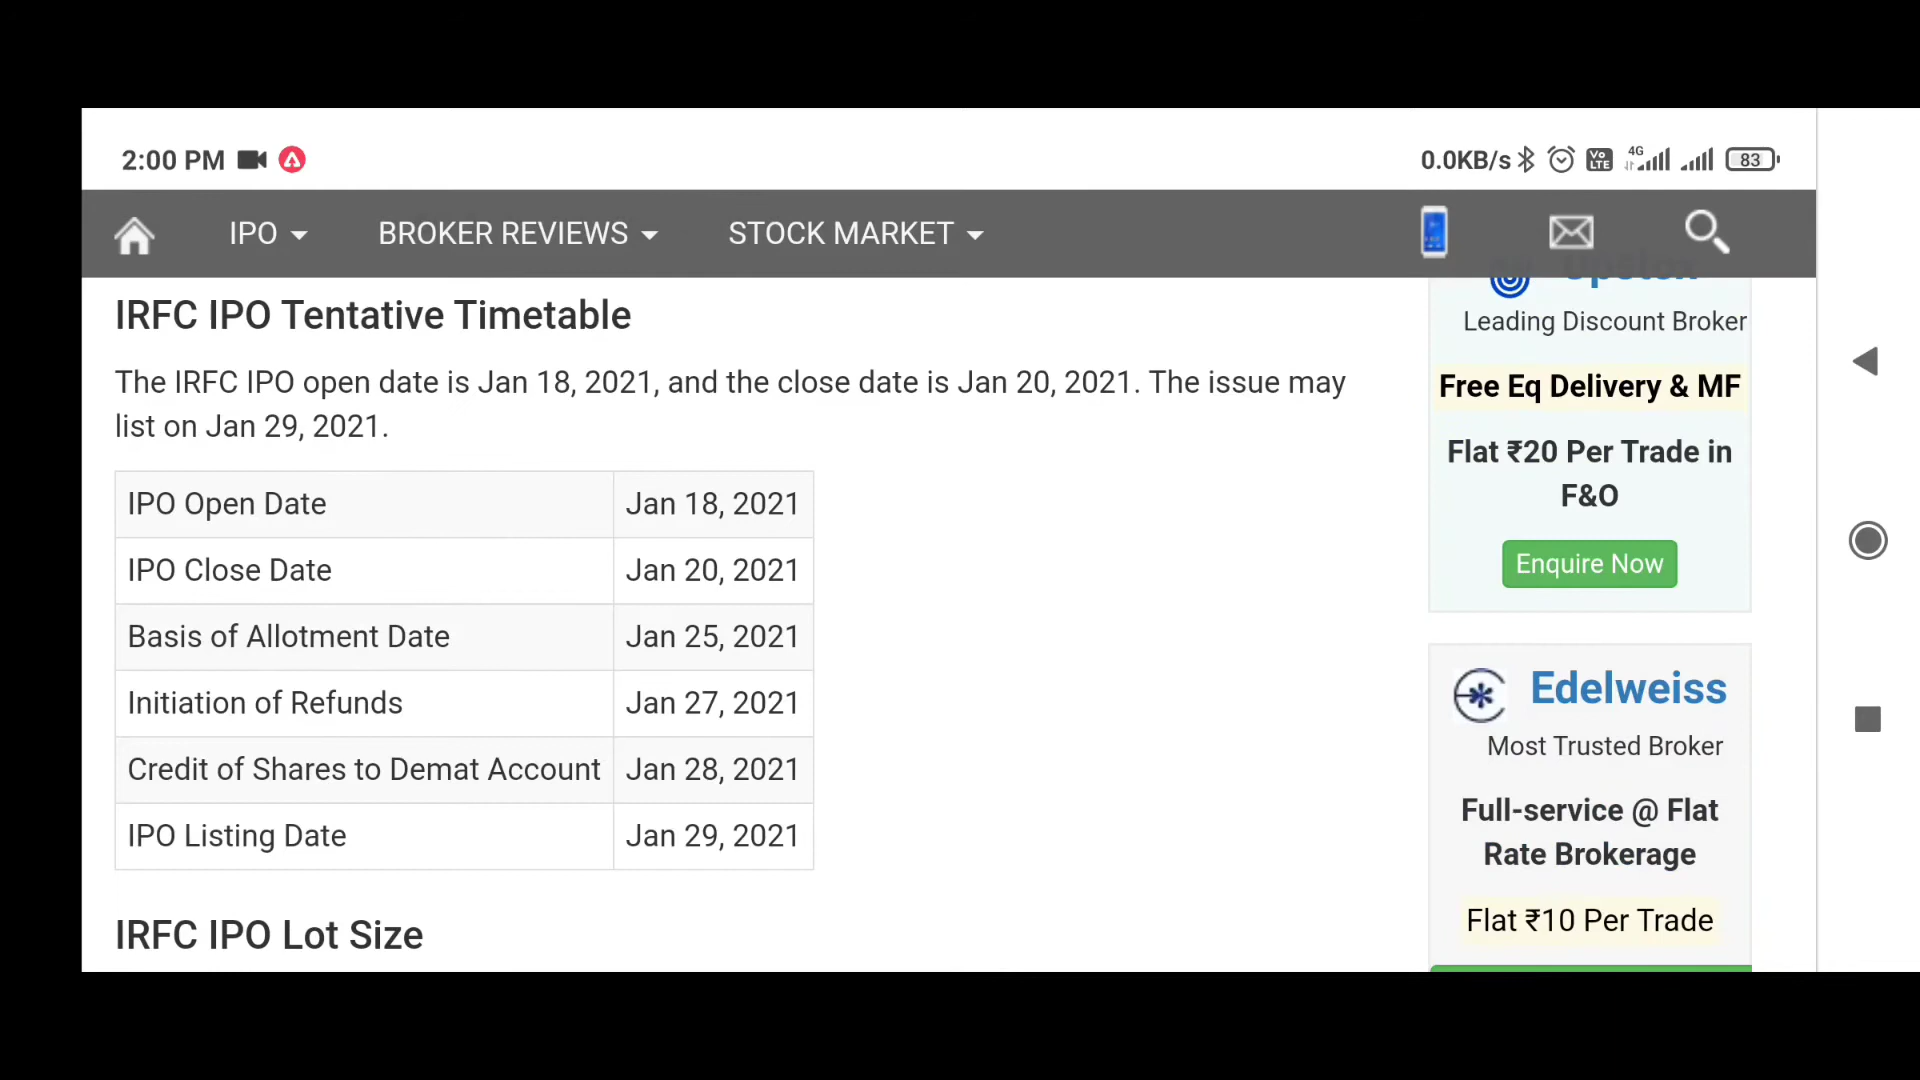 2:00 PM
0.0KB/s Vo LTE 4G 83
IPO BROKER REVIEWS STOCK MARKET
IRFC IPO Tentative Timetable
The IRFC IPO open date is Jan 18, 2021, and the close date is Jan 20, 2021. The issue may
list on Jan 29, 2021.
IPO Open Date Jan 18, 2021
IPO Close Date Jan 20, 2021
Basis of Allotment Date Jan 25, 2021
Initiation of Refunds Jan 27, 2021
Credit of Shares to Demat Account Jan 28, 2021
IPO Listing Date Jan 29, 2021
IRFC IPO Lot Size
Leading Discount Broker
Free Eq Delivery & MF
Flat ₹20 Per Trade in
F&O
Enquire Now
Edelweiss
Most Trusted Broker
Full-service @ Flat
Rate Brokerage
Flat ₹10 Per Trade